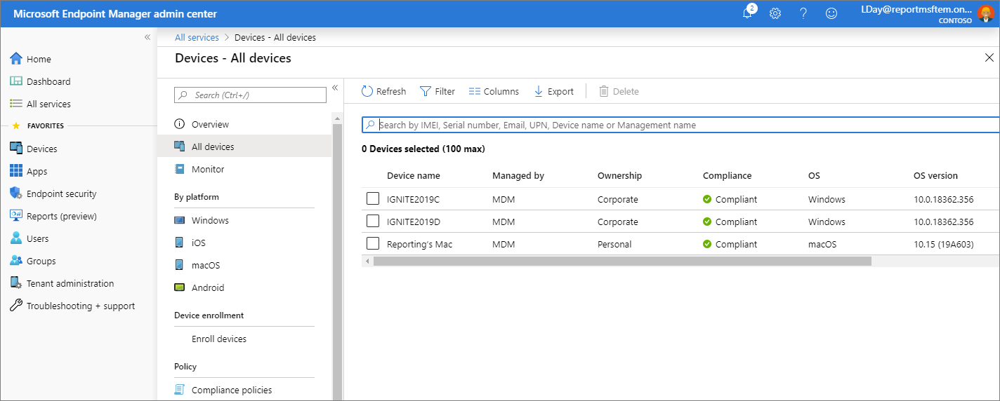 Microsoft Endpoint Manager admin center
2
LDay@reportmsftem.on...
CONTOSO
Home
Dashboard
All services
FAVORITES
Devices
Apps
Endpoint security
Reports (preview)
Users
Groups
Tenant administration
Troubleshooting + support
All services > Devices - All devices
Devices - All devices
Search (Ctrl+/)
Overview
All devices
Monitor
By platform
Windows
iOS
macOS
Android
Device enrollment
Enroll devices
Policy
Compliance policies
Refresh Filter Columns Export Delete
Search by IMEI, Serial number, Email, UPN, Device name or Management name
0 Devices selected (100 max)
Device name Managed by Ownership Compliance OS OS version
IGNITE2019C MDM Corporate Compliant Windows 10.0.18362.356
IGNITE2019D MDM Corporate Compliant Windows 10.0.18362.356
Reporting's Mac MDM Personal Compliant macOS 10.15 (19A603)